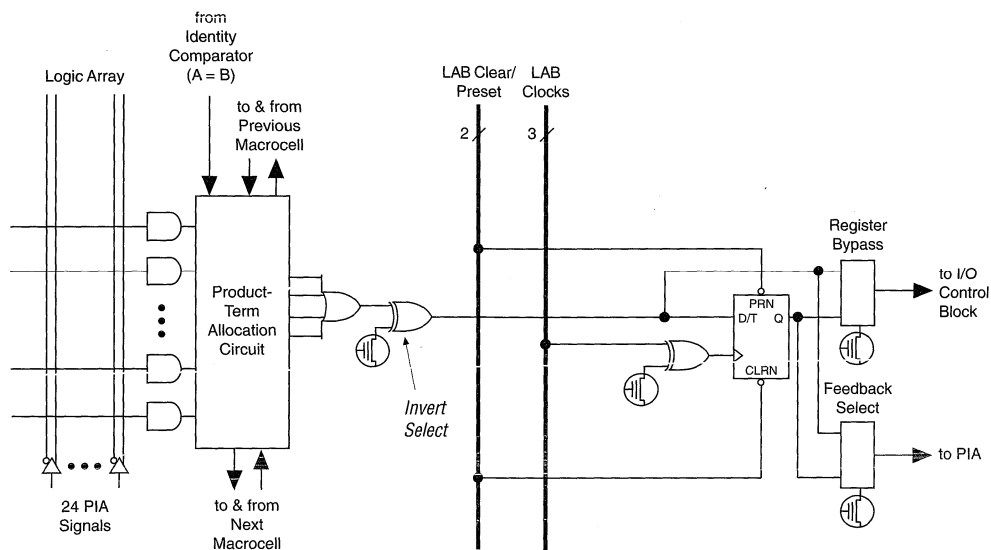 from
Identity
Comparator
(A = B)
Logic Array
to & from
Previous
Macrocell
LAB Clear/
Preset
LAB
Clocks
2
3
Register
Bypass
Product-
Term
Allocation
Circuit
PRN
D/T Q
CLRN
to I/O
Control
Block
Invert
Select
Feedback
Select
to PIA
24 PIA
Signals
to & from
Next
Macrocell